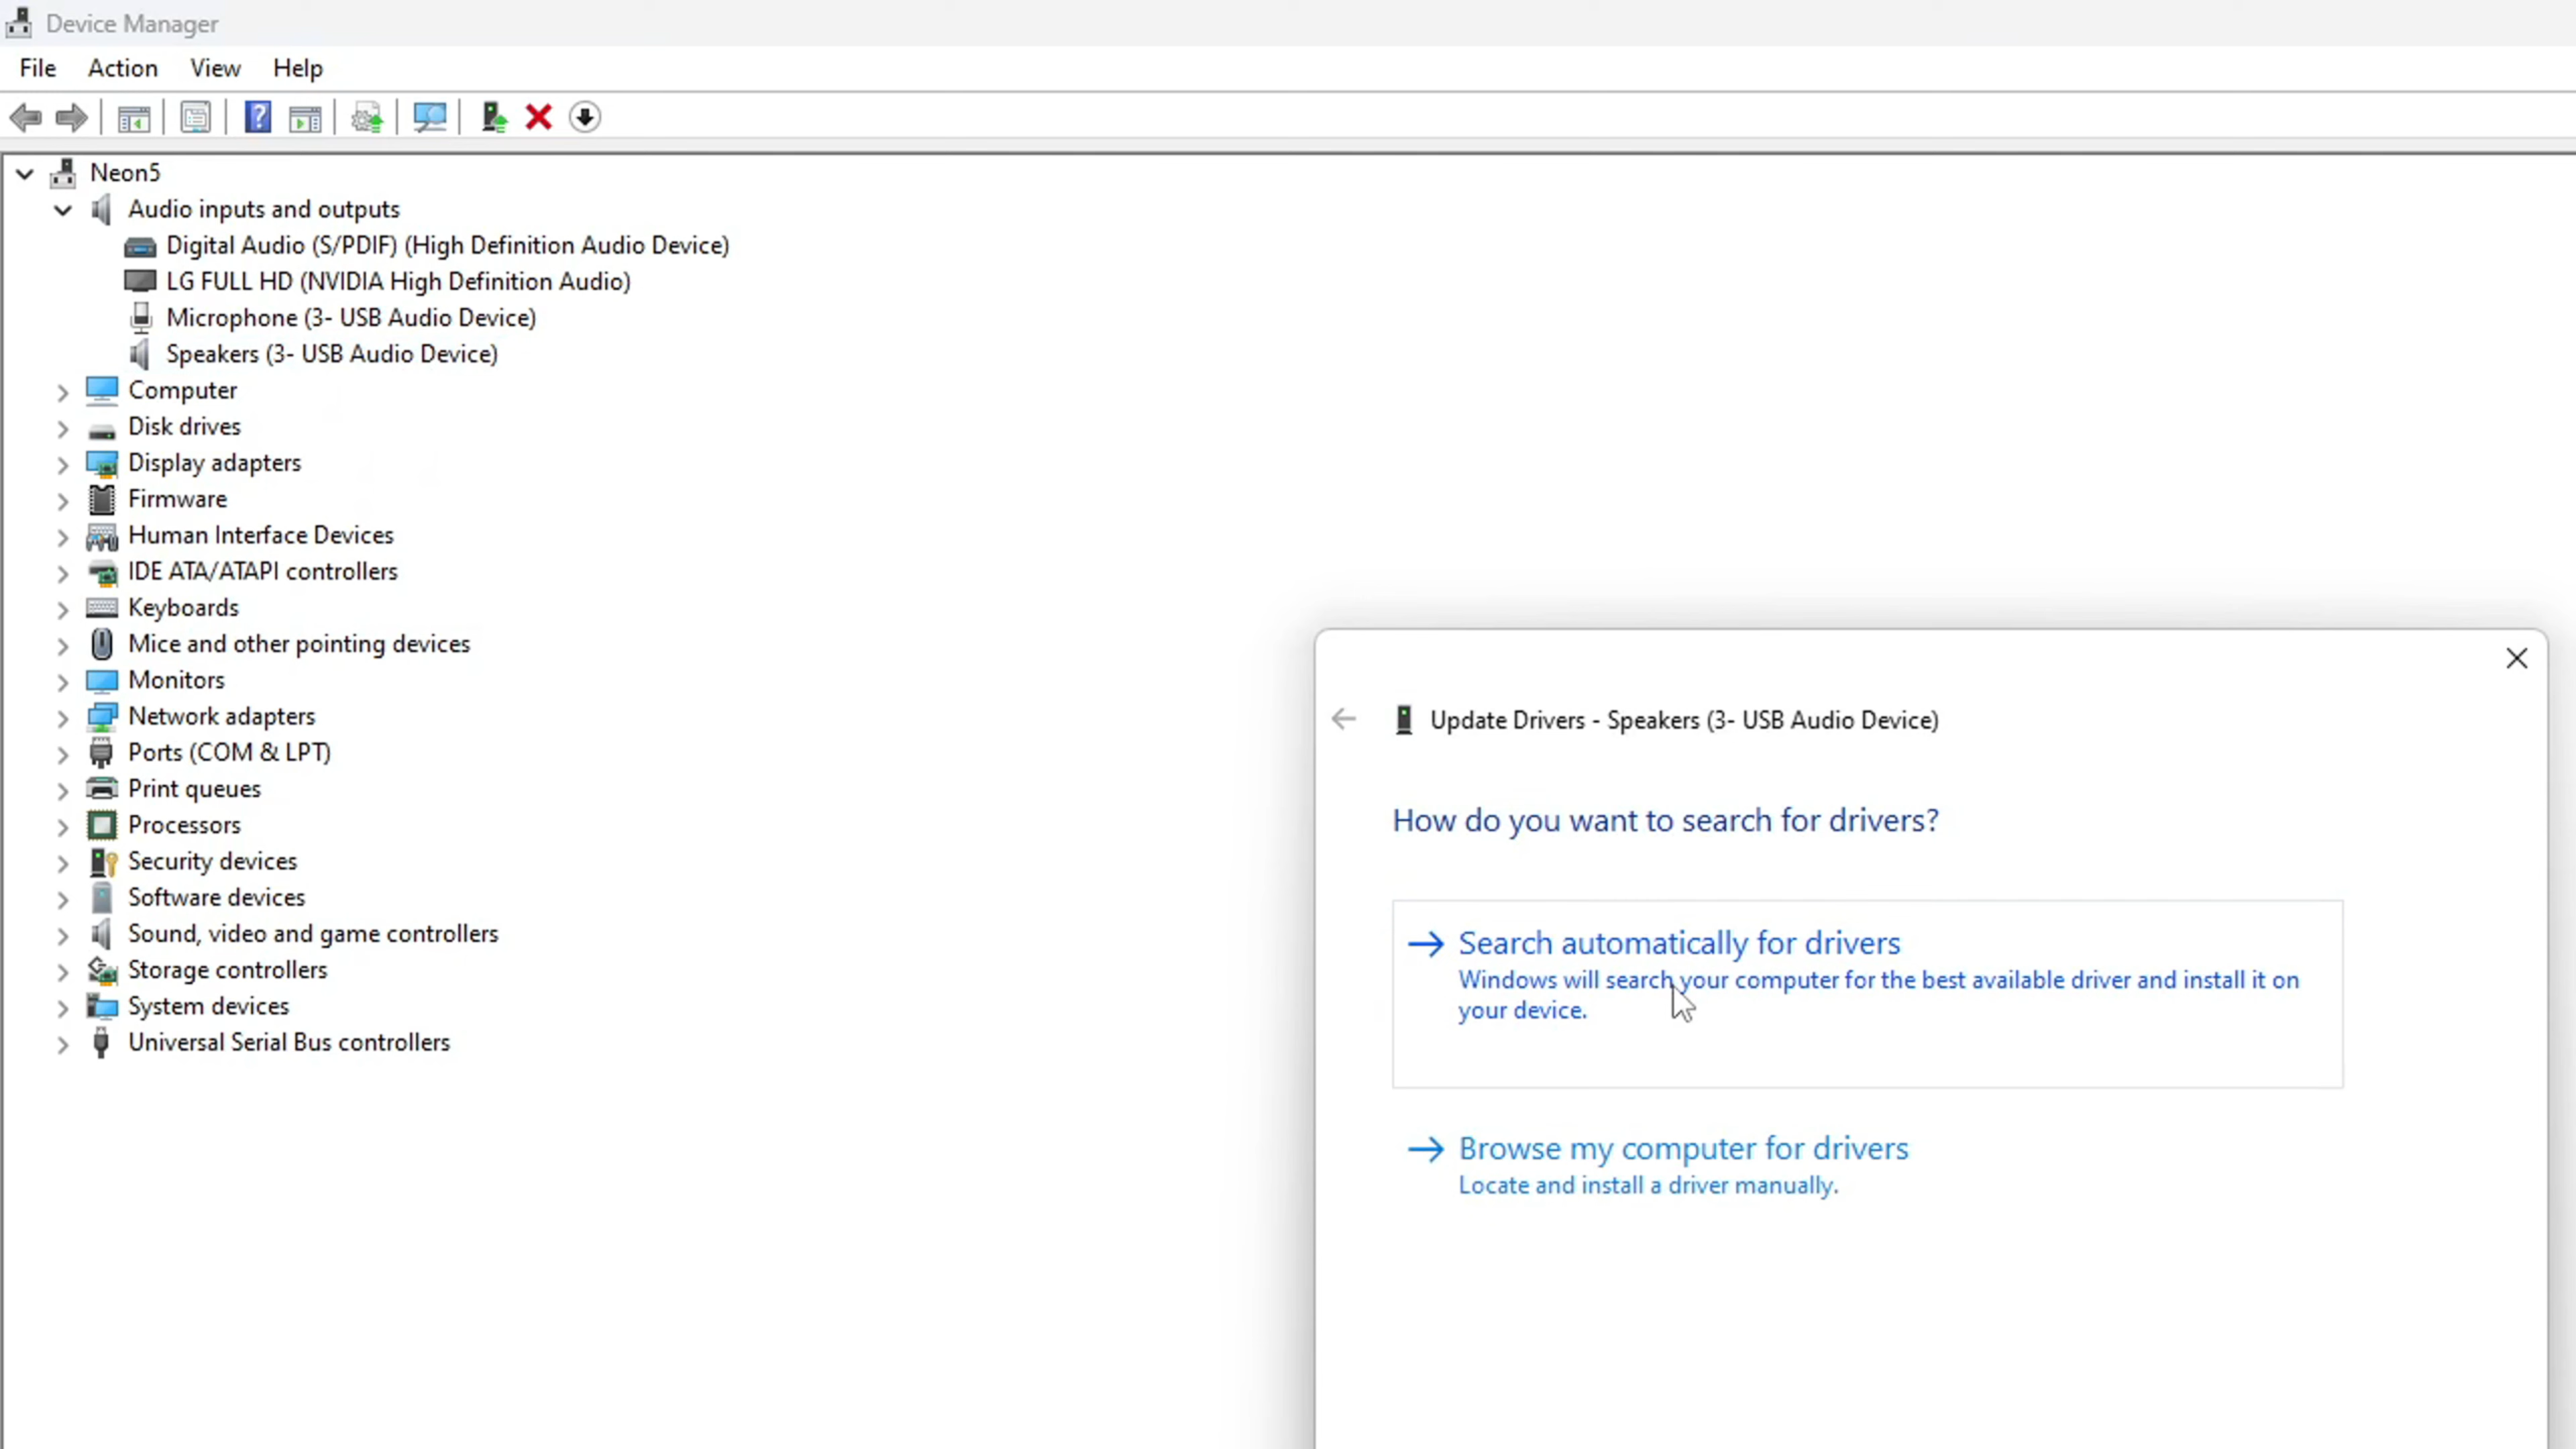 Device Manager
File Action View Help
Neon5
Audio inputs and outputs
Digital Audio (S/PDIF) (High Definition Audio Device)
LG FULL HD (NVIDIA High Definition Audio)
Microphone (3- USB Audio Device)
Speakers (3- USB Audio Device)
Computer
Disk drives
Display adapters
Firmware
Human Interface Devices
IDE ATA/ATAPI controllers
Keyboards
Mice and other pointing devices
Monitors
Network adapters
Ports (COM & LPT)
Print queues
Processors
Security devices
Software devices
Sound, video and game controllers
Storage controllers
System devices
Universal Serial Bus controllers
Update Drivers - Speakers (3- USB Audio Device)
How do you want to search for drivers?
Search automatically for drivers
Windows will search your computer for the best available driver and install it on
your device.
Browse my computer for drivers
Locate and install a driver manually.